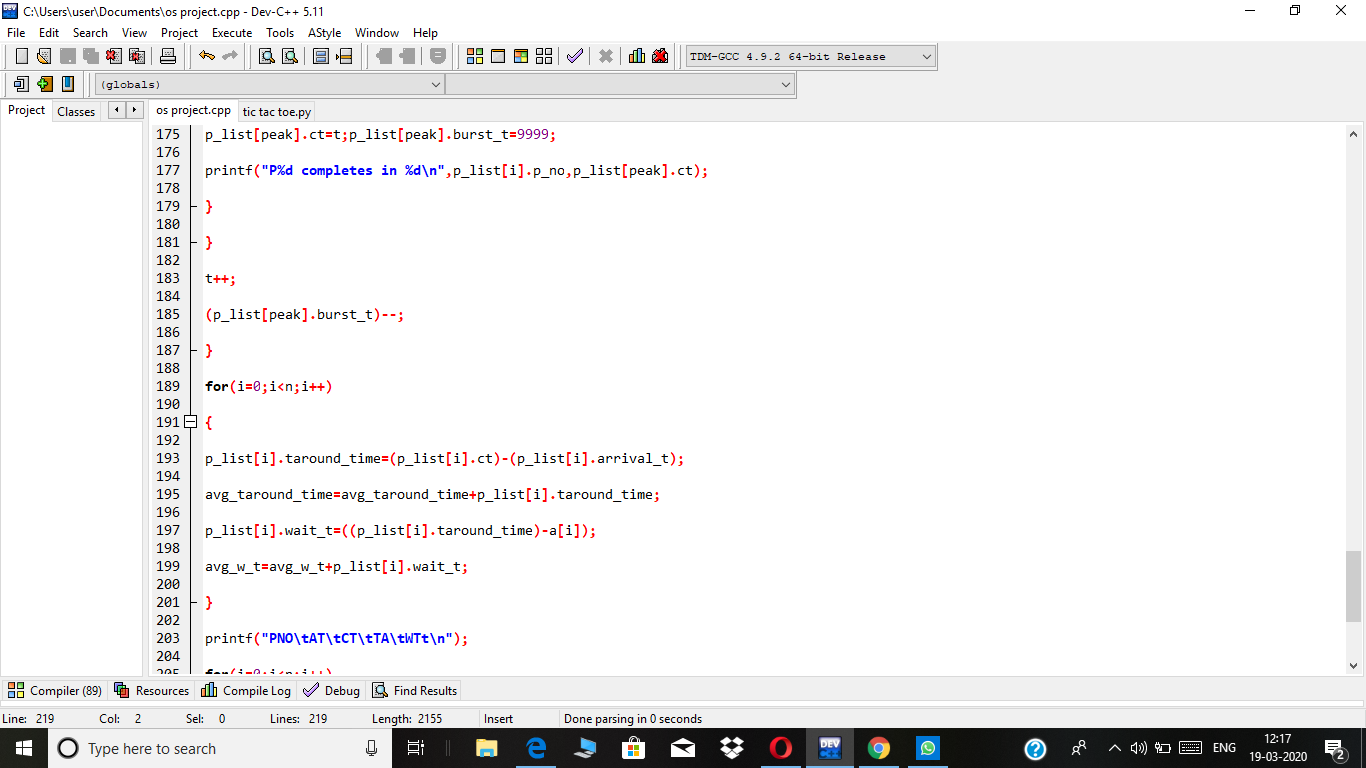 C:\Users\user\Documents\os project.cpp - Dev-C++ 5.11
File Edit Search View Project Execute Tools AStyle Window Help
TDM-GCC 4.9.2 64-bit Release
(globals)
Project Classes os project.cpp tic tac toe.py
175 p_list[peak].ct=t;p_list[peak].burst_t=9999;
176
177 printf("P%d completes in %d\n",p_list[i].p_no,p_list[peak].ct);
178
179 }
180
181 }
182
183 t++;
184
185 (p_list[peak].burst_t)--;
186
187 }
188
189 for(i=0;i<n;i++)
190
191 {
192
193 p_list[i].taround_time=(p_list[i].ct)-(p_list[i].arrival_t);
194
195 avg_taround_time=avg_taround_time+p_list[i].taround_time;
196
197 p_list[i].wait_t=((p_list[i].taround_time)-a[i]);
198
199 avg_w_t=avg_w_t+p_list[i].wait_t;
200
201 }
202
203 printf("PNO\tAT\tCT\tTA\tWTt\n");
204
205 for(i=0;i<n;i++)
Compiler (89) Resources Compile Log Debug Find Results
Line: 219 Col: 2 Sel: 0 Lines: 219 Length: 2155 Insert Done parsing in 0 seconds
Type here to search
DEV
ENG
12:17
19-03-2020
2